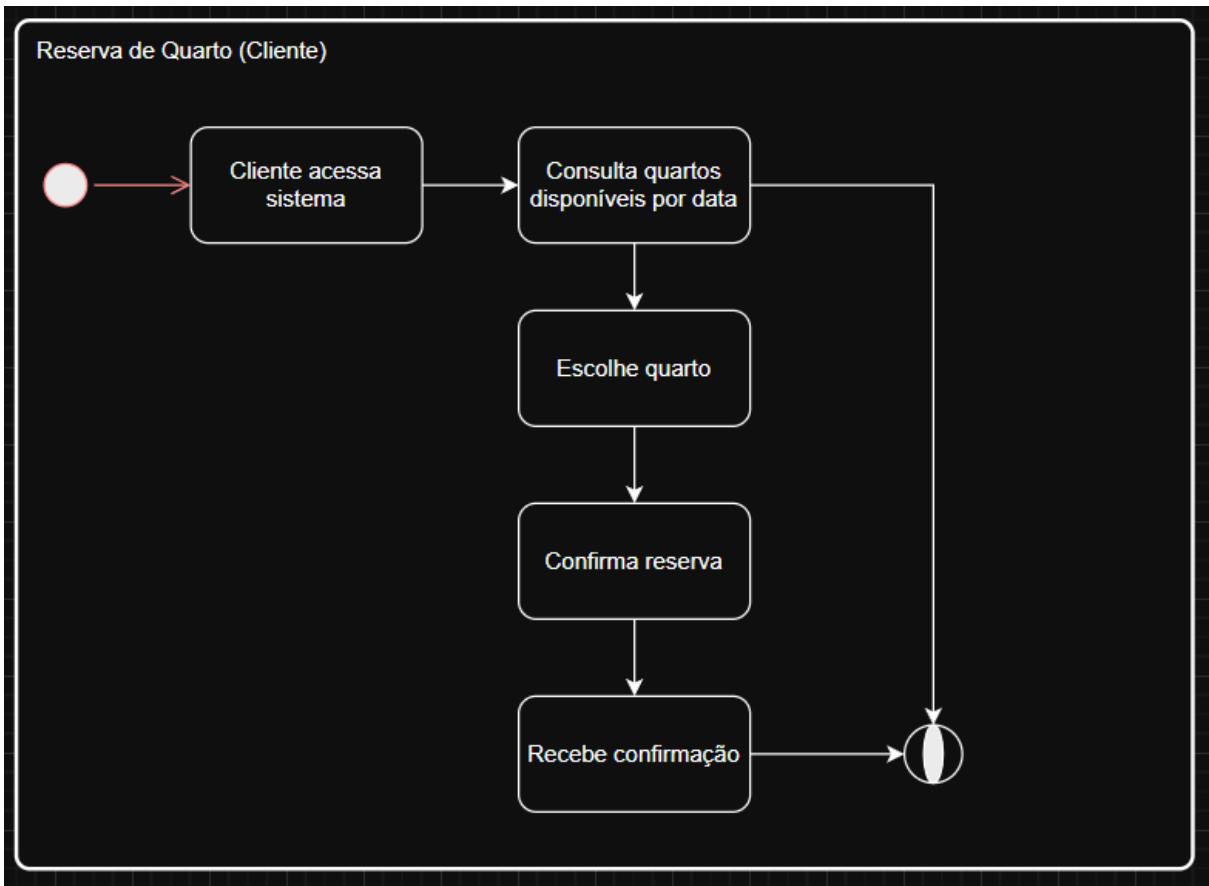 Reserva de Quarto (Cliente)
Cliente acessa
sistema
Consulta quartos
disponíveis por data
Escolhe quarto
Confirma reserva
Recebe confirmação